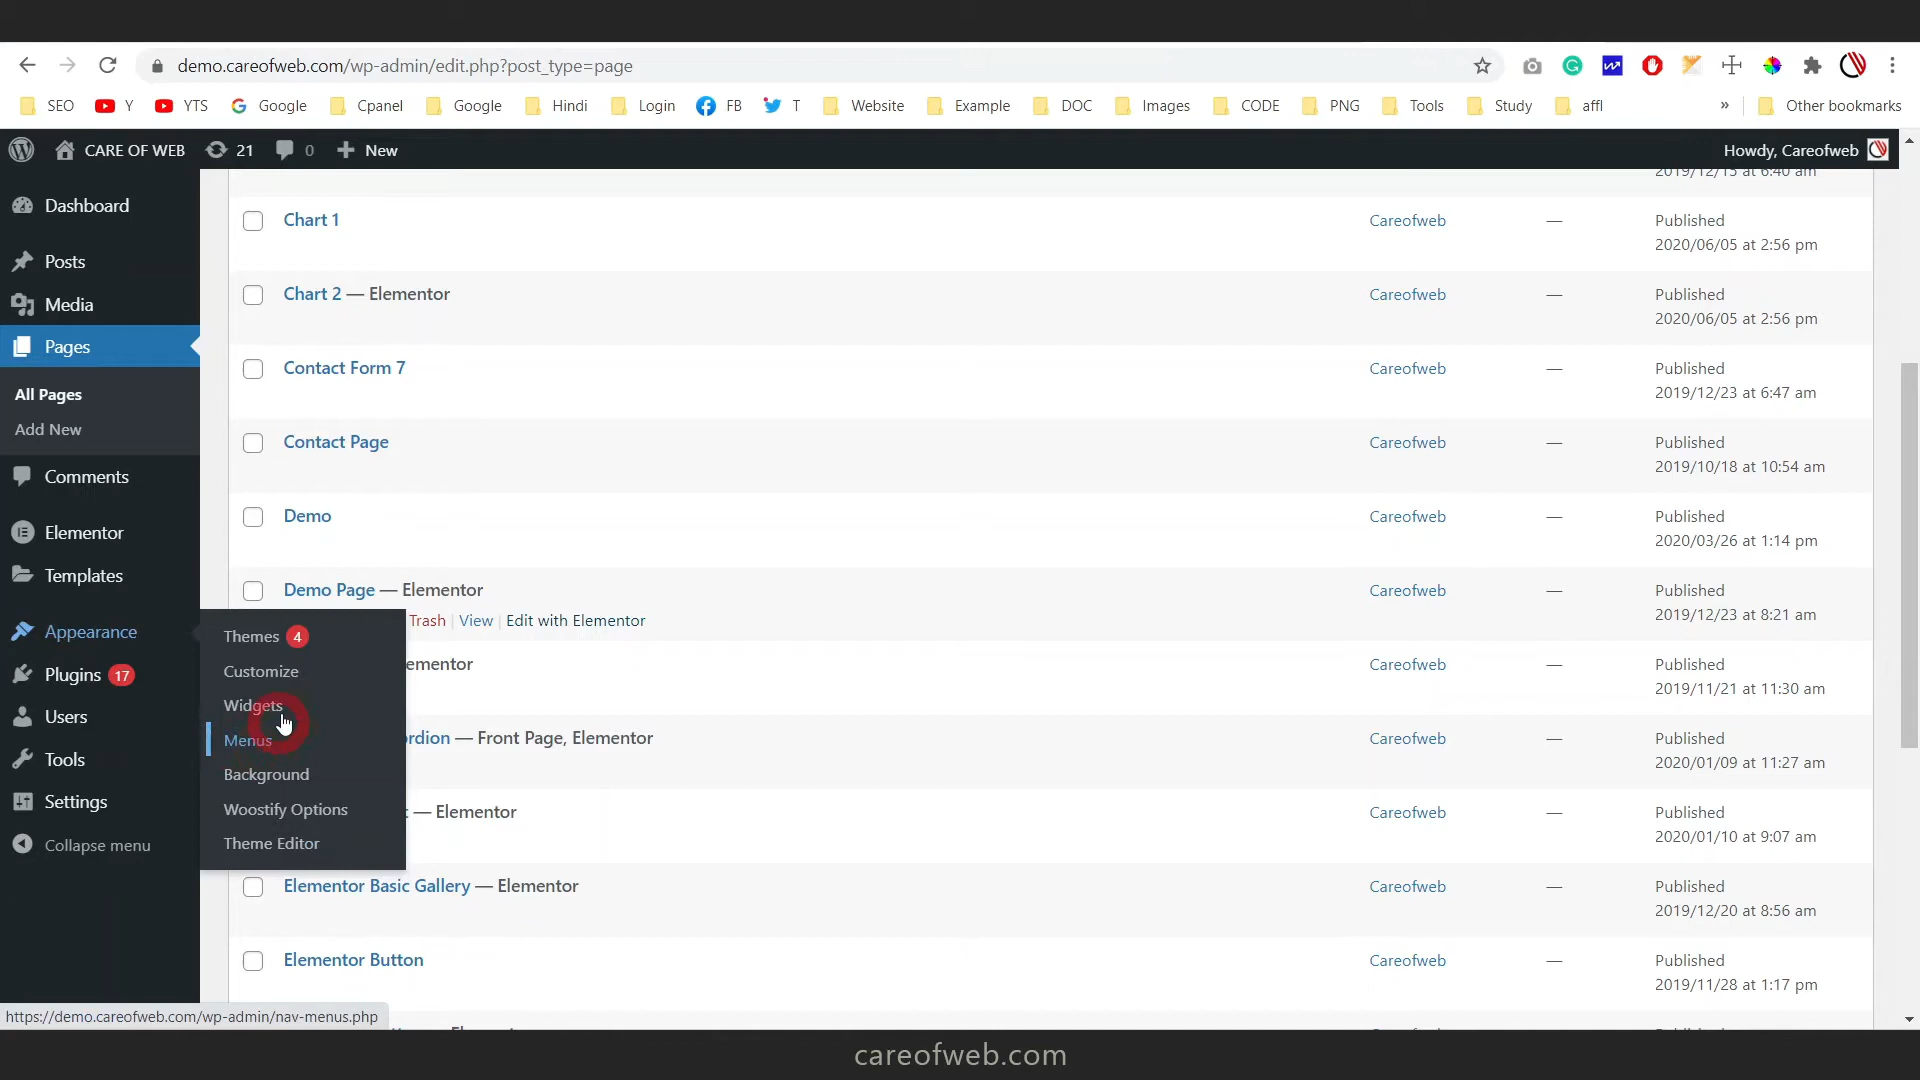 demo.careofweb.com/wp-admin/edit.php?post_type=page
SEO Y YTS Google Cpanel Google Hindi Login FB T Website Example DOC Images CODE PNG Tools Study affl » Other bookmarks
CARE OF WEB 21 0 New Howdy, Careofweb
Dashboard
Posts
Media
Pages
All Pages
Add New
Comments
Elementor
Templates
Appearance
Plugins 17
Users
Tools
Settings
Collapse menu
Themes 4
Customize
Widgets
Menus
Background
Woostify Options
Theme Editor
2019/12/13 at 6:40 am
Chart 1 Careofweb — Published
2020/06/05 at 2:56 pm
Chart 2 — Elementor Careofweb — Published
2020/06/05 at 2:56 pm
Contact Form 7 Careofweb — Published
2019/12/23 at 6:47 am
Contact Page Careofweb — Published
2019/10/18 at 10:54 am
Demo Careofweb — Published
2020/03/26 at 1:14 pm
Demo Page — Elementor Careofweb — Published
Trash | View | Edit with Elementor 2019/12/23 at 8:21 am
ementor Careofweb — Published
2019/11/21 at 11:30 am
ordion — Front Page, Elementor Careofweb — Published
2020/01/09 at 11:27 am
t — Elementor Careofweb — Published
2020/01/10 at 9:07 am
Elementor Basic Gallery — Elementor Careofweb — Published
2019/12/20 at 8:56 am
Elementor Button Careofweb — Published
2019/11/28 at 1:17 pm
https://demo.careofweb.com/wp-admin/nav-menus.php
careofweb.com